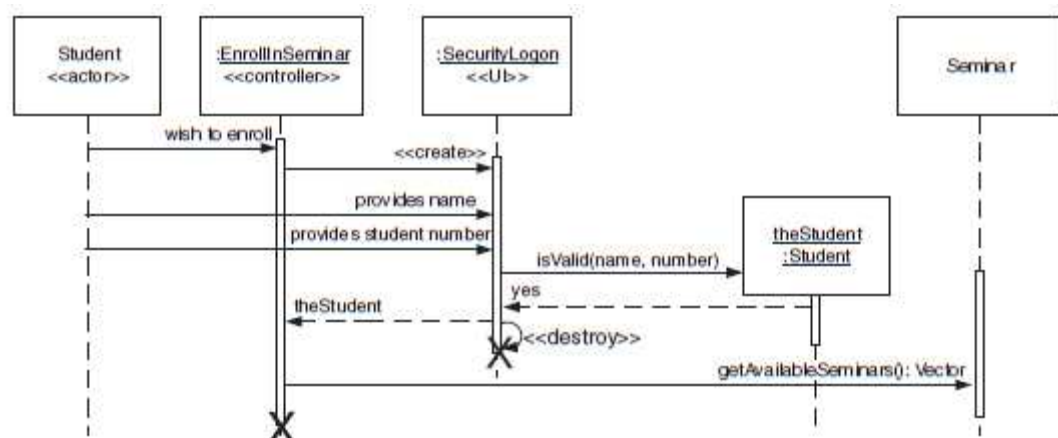 Student
<<actor>>
:EnrollInSeminar
<<controller>>
:SecurityLogon
<<UI>>
Seminar
wish to enroll
<<create>>
provides name
provides student number
theStudent
:Student
isValid(name, number)
yes
theStudent
<<destroy>>
getAvailableSeminars(): Vector